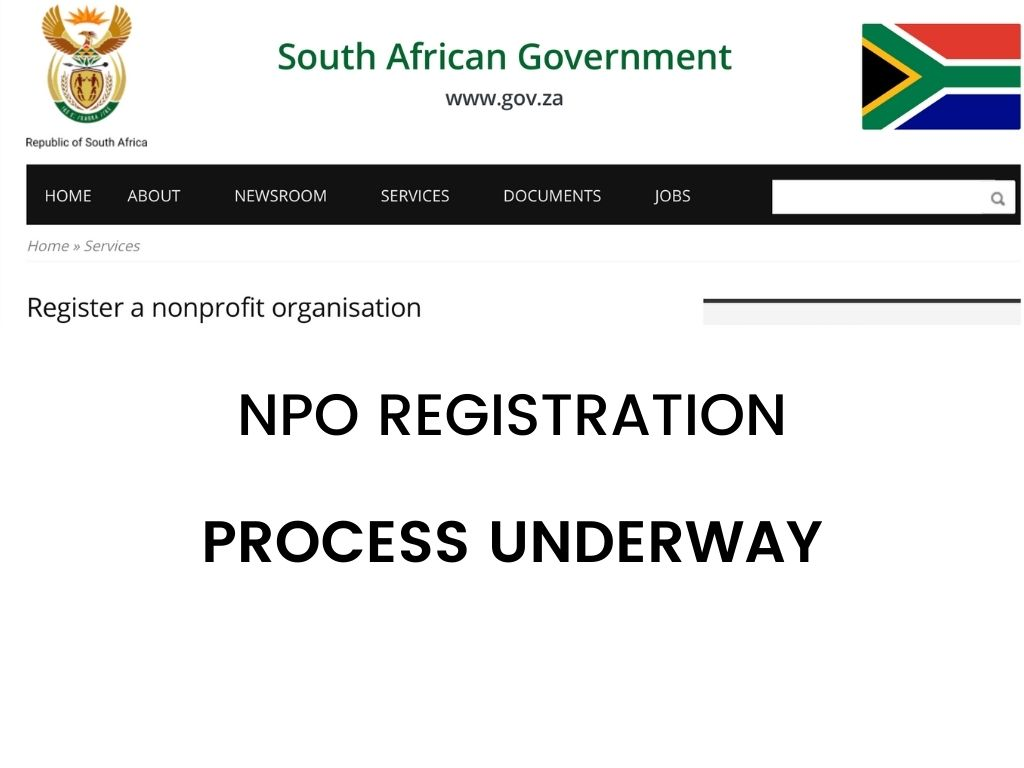 South African Government
www.gov.za
Republic of South Africa
HOME ABOUT NEWSROOM SERVICES DOCUMENTS JOBS
Home » Services
Register a nonprofit organisation
NPO REGISTRATION
PROCESS UNDERWAY